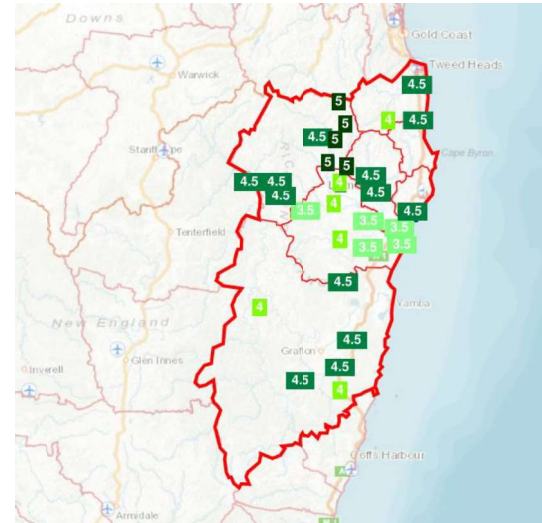 Downs
Gold Coast
Tweed Heads
Warwick
4.5
5
5
4
4.5
4.5
5
5
5
Cape Byron
4.5
4.5
4.5
4
4.5
4.5
4
3.5
4.5
3.5
3.5
Tenterfield
4
3.5
3.5
4.5
Yamba
4
New England
4.5
Grafton
Glen Innes
Inverell
4.5
4.5
4
Coffs Harbour
Armidale